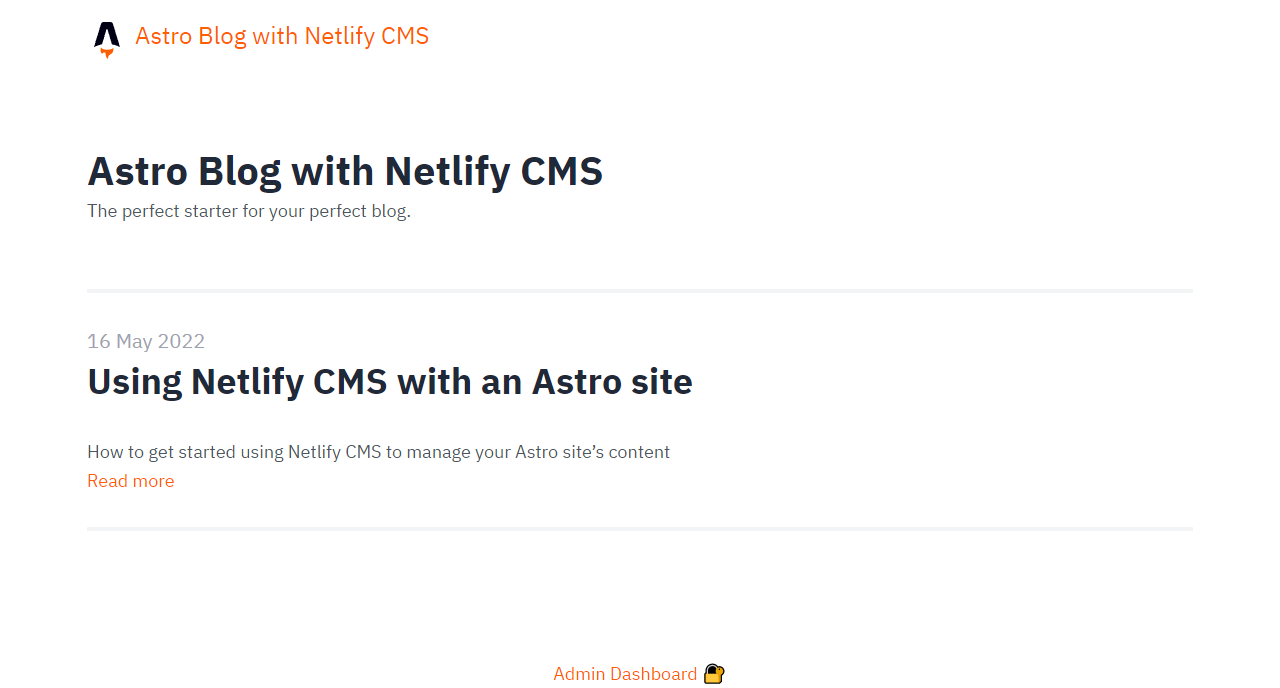 Astro Blog with Netlify CMS
Astro Blog with Netlify CMS
The perfect starter for your perfect blog.
16 May 2022
Using Netlify CMS with an Astro site
How to get started using Netlify CMS to manage your Astro site’s content
Read more
Admin Dashboard 🔐